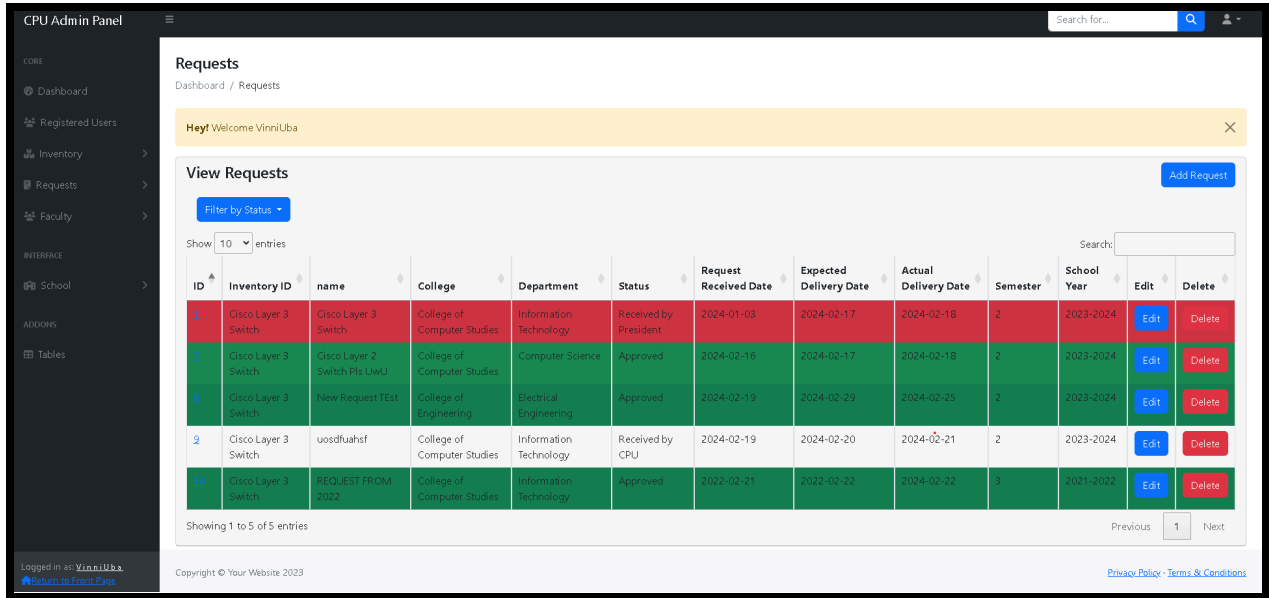 CPU Admin Panel
Search for...
CORE
Dashboard
Registered Users
Inventory
Requests
Faculty
INTERFACE
School
ADDONS
Tables
Logged in as: VinniUba
Return to Front Page
Requests
Dashboard / Requests
Hey! Welcome VinniUba
View Requests
Add Request
Filter by Status
Show 10 entries
Search:
ID Inventory ID name College Department Status Request Received Date Expected Delivery Date Actual Delivery Date Semester School Year Edit Delete
Cisco Layer 3 Switch Cisco Layer 3 Switch College of Computer Studies Information Technology Received by President 2024-01-03 2024-02-17 2024-02-18 2 2023-2024 Edit Delete
Cisco Layer 3 Switch Cisco Layer 2 Switch Pls UwU College of Computer Studies Computer Science Approved 2024-02-16 2024-02-17 2024-02-18 2 2023-2024 Edit Delete
Cisco Layer 3 Switch New Request TEst College of Engineering Electrical Engineering Approved 2024-02-19 2024-02-29 2024-02-25 2 2023-2024 Edit Delete
9 Cisco Layer 3 Switch uosdfuahsf College of Computer Studies Information Technology Received by CPU 2024-02-19 2024-02-20 2024-02-21 2 2023-2024 Edit Delete
10 Cisco Layer 3 Switch REQUEST FROM 2022 College of Computer Studies Information Technology Approved 2022-02-21 2022-02-22 2024-02-22 3 2021-2022 Edit Delete
Showing 1 to 5 of 5 entries
Previous 1 Next
Copyright © Your Website 2023
Privacy Policy · Terms & Conditions